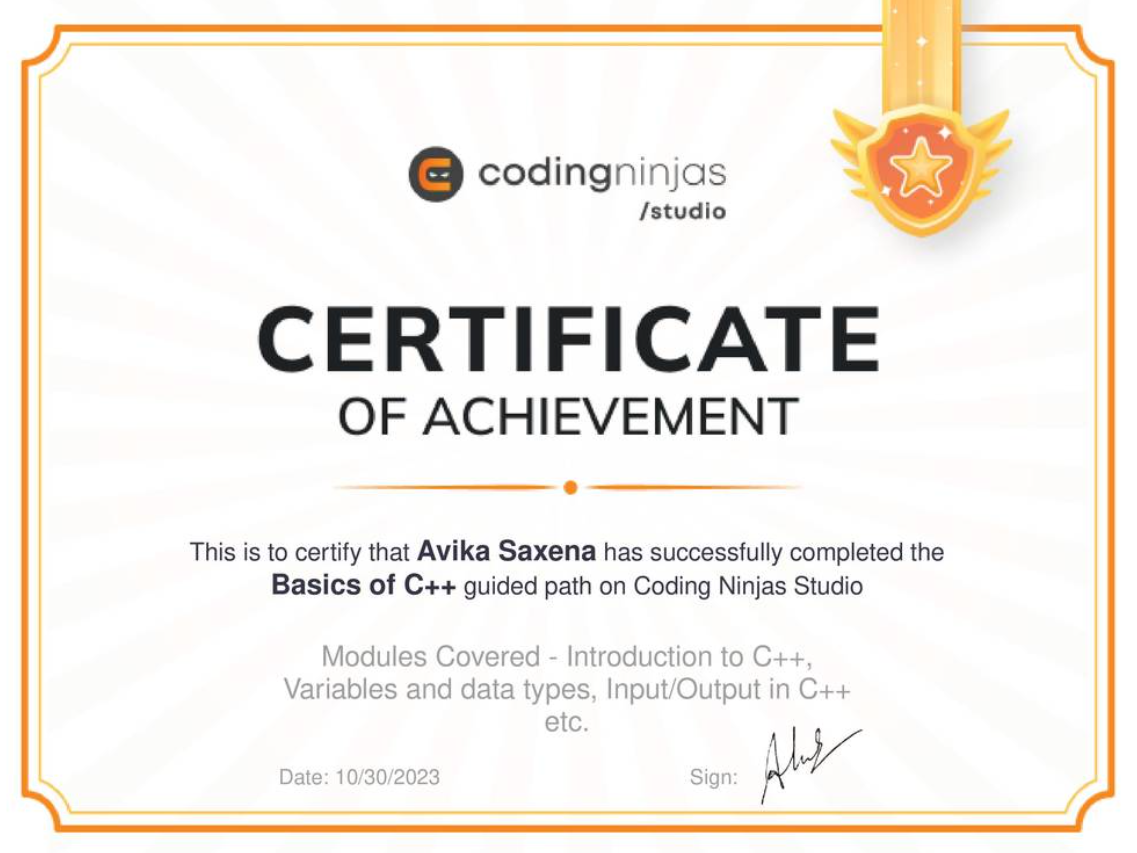 codingninjas
/studio
CERTIFICATE
OF ACHIEVEMENT
This is to certify that Avika Saxena has successfully completed the
Basics of C++ guided path on Coding Ninjas Studio
Modules Covered - Introduction to C++,
Variables and data types, Input/Output in C++
etc.
Date: 10/30/2023
Sign: